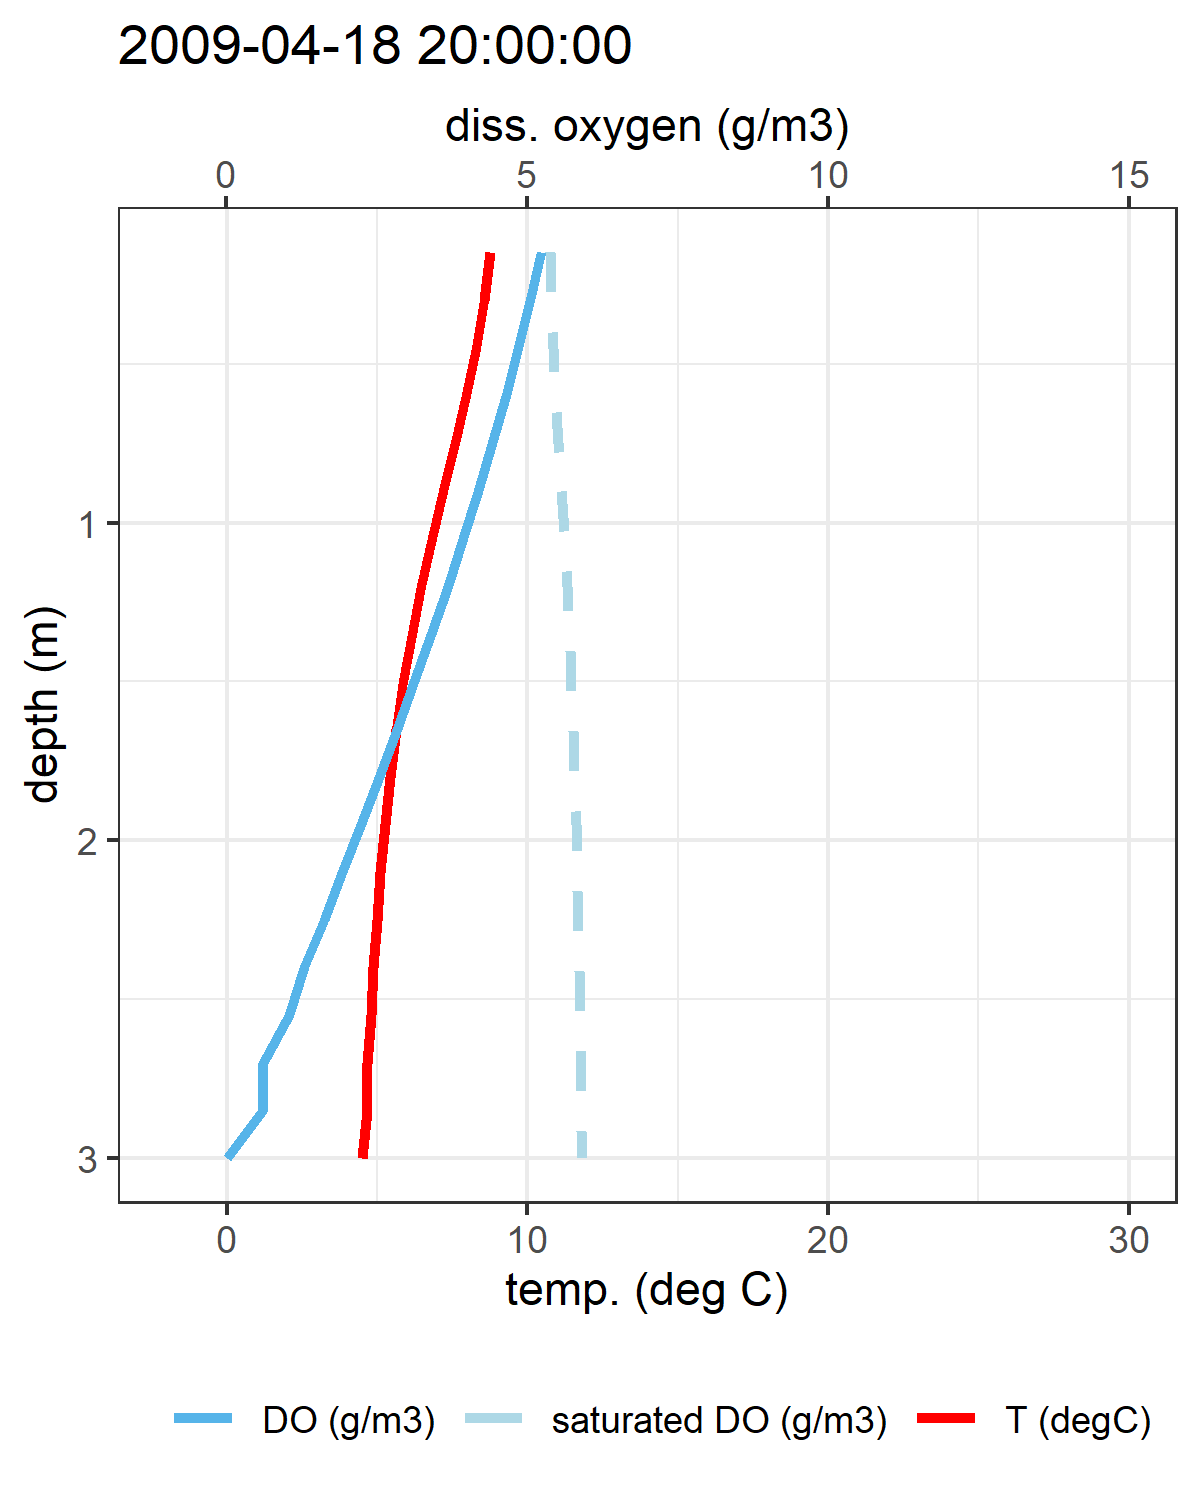 2009-04-18 20:00:00
diss. oxygen (g/m3)
0 5 10 15
depth (m)
1
2
3
0 10 20 30
temp. (deg C)
DO (g/m3) saturated DO (g/m3) T (degC)